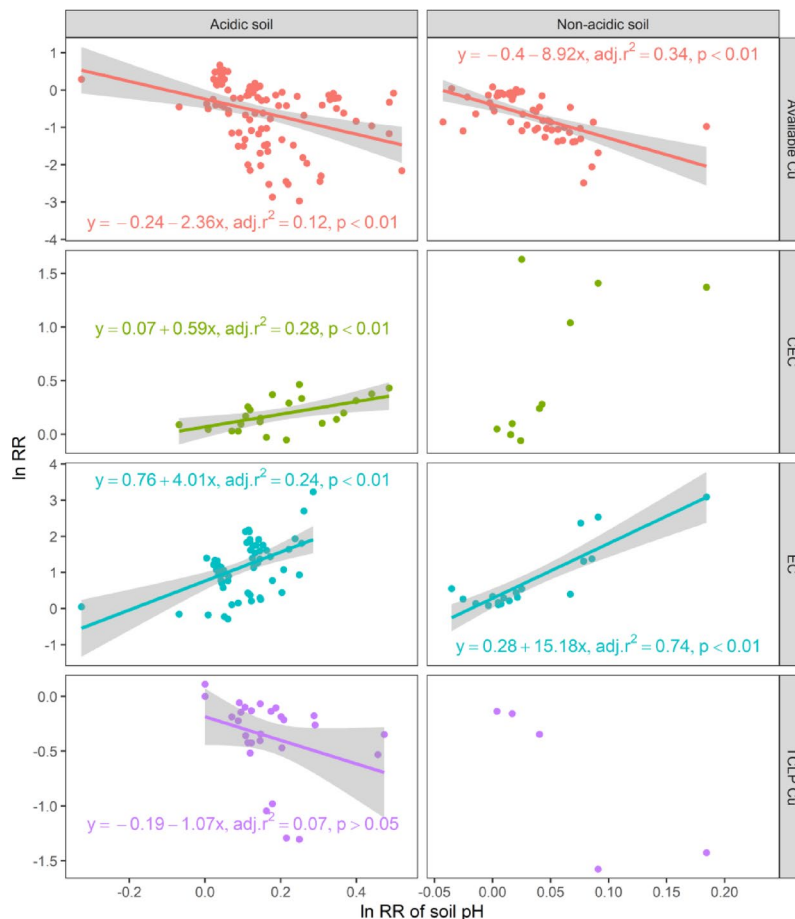 Acidic soil
Non-acidic soil
y = −0.4−8.92x, adj.r² = 0.34, p < 0.01
y = −0.24−2.36x, adj.r² = 0.12, p < 0.01
1
0
-1
-2
-3
-4
Available Cu
y = 0.07 + 0.59x, adj.r² = 0.28, p < 0.01
1.5
1.0
0.5
0.0
CEC
ln RR
y = 0.76 + 4.01x, adj.r² = 0.24, p < 0.01
y = 0.28 + 15.18x, adj.r² = 0.74, p < 0.01
4
3
2
1
0
-1
EC
y = −0.19−1.07x, adj.r² = 0.07, p > 0.05
0.0
-0.5
-1.0
-1.5
TCLP Cu
-0.2 0.0 0.2 0.4
-0.05 0.00 0.05 0.10 0.15 0.20
ln RR of soil pH